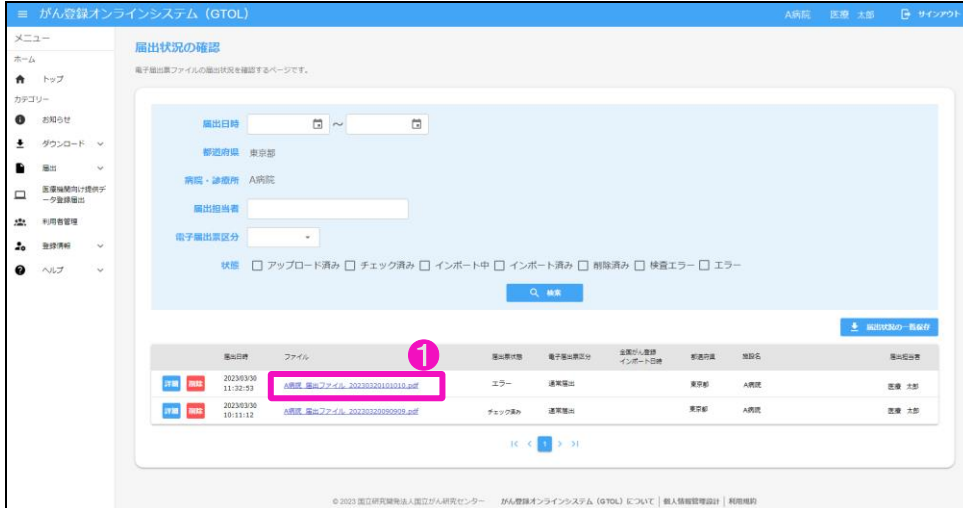 がん登録オンラインシステム（GTOL）
A病院 医療 太郎 サインアウト
メニュー
ホーム
トップ
カテゴリー
お知らせ
ダウンロード
届出
医療機関向け提供データ登録届出
利用者管理
登録情報
ヘルプ
届出状況の確認
電子届出票ファイルの届出状況を確認するページです。
届出日時 ～
都道府県 東京都
病院・診療所 A病院
届出担当者
電子届出票区分
状態 アップロード済み チェック済み インポート中 インポート済み 削除済み 検査エラー エラー
検索
届出状況の一覧保存
1
届出日時 ファイル 届出票状態 電子届出票区分 全国がん登録インポート日時 都道府県 施設名 届出担当者
詳細 削除 2023/03/30 11:32:53 A病院_届出ファイル_20230320101010.pdf エラー 通常届出 東京都 A病院 医療 太郎
詳細 削除 2023/03/30 10:11:12 A病院_届出ファイル_20230320090909.pdf チェック済み 通常届出 東京都 A病院 医療 太郎
1
© 2023 国立研究開発法人国立がん研究センター がん登録オンラインシステム（GTOL）について | 個人情報管理設計 | 利用規約